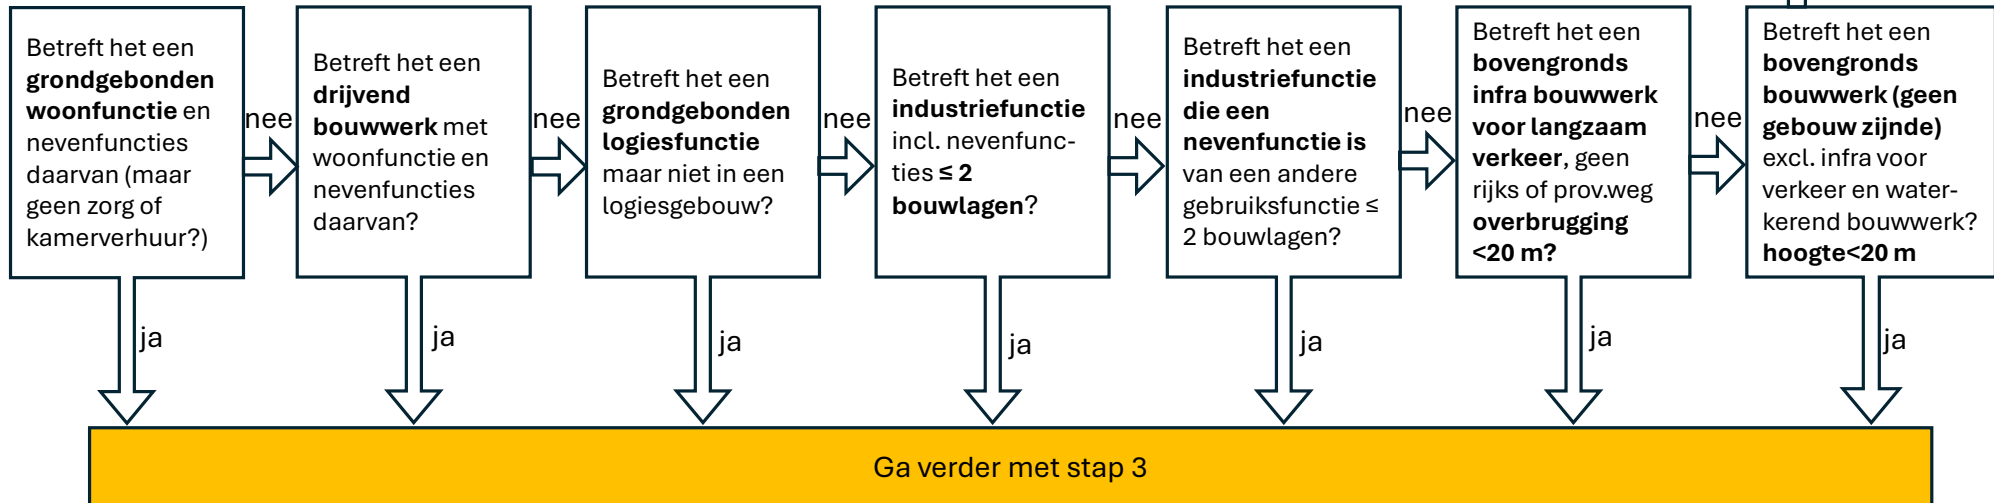 Betreft het een
grondgebonden
woonfunctie en
nevenfuncties
daarvan (maar
geen zorg of
kamerverhuur?)
nee
Betreft het een
drijvend
bouwwerk met
woonfunctie en
nevenfuncties
daarvan?
nee
Betreft het een
grondgebonden
logiesfunctie
maar niet in een
logiesgebouw?
nee
Betreft het een
industriefunctie
incl. nevenfunc-
ties ≤ 2
bouwlagen?
nee
Betreft het een
industriefunctie
die een
nevenfunctie is
van een andere
gebruiksfunctie ≤
2 bouwlagen?
nee
Betreft het een
bovengronds
infra bouwwerk
voor langzaam
verkeer, geen
rijks of prov.weg
overbrugging
<20 m?
nee
Betreft het een
bovengronds
bouwwerk (geen
gebouw zijnde)
excl. infra voor
verkeer en water-
kerend bouwwerk?
hoogte<20 m
ja
ja
ja
ja
ja
ja
ja
Ga verder met stap 3